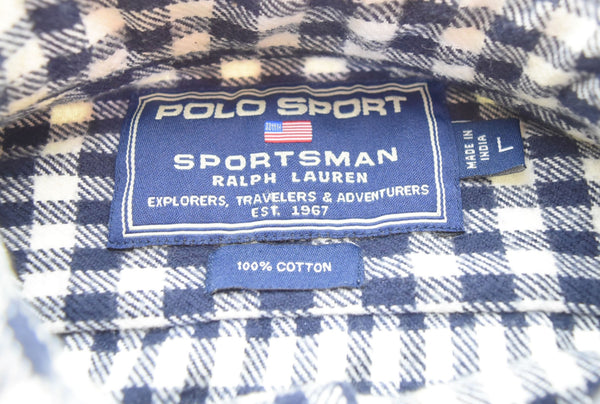 POLO SPORT
SPORTSMAN
RALPH LAUREN
EXPLORERS, TRAVELERS & ADVENTURERS
EST. 1967
MADE IN
INDIA
L
100% COTTON